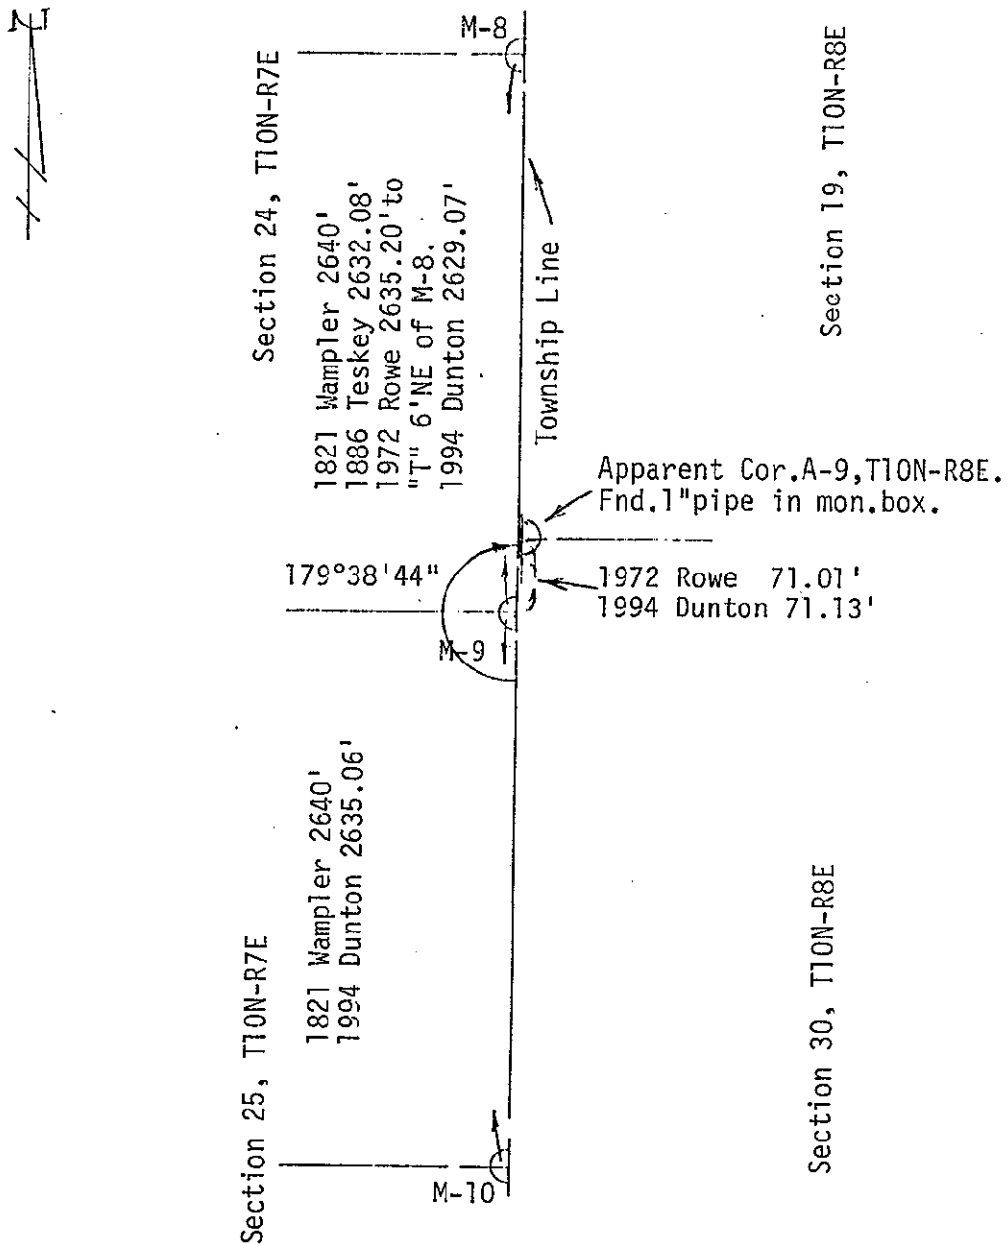 N
M-8
Section 24, T10N-R7E
1821 Wampler 2640'
1886 Teskey 2632.08'
1972 Rowe 2635.20'to
"T" 6'NE of M-8.
1994 Dunton 2629.07'
Township Line
Section 19, T10N-R8E
Apparent Cor.A-9,T10N-R8E.
Fnd.1"pipe in mon.box.
179°38'44"
1972 Rowe 71.01'
1994 Dunton 71.13'
M-9
Section 25, T10N-R7E
1821 Wampler 2640'
1994 Dunton 2635.06'
Section 30, T10N-R8E
M-10